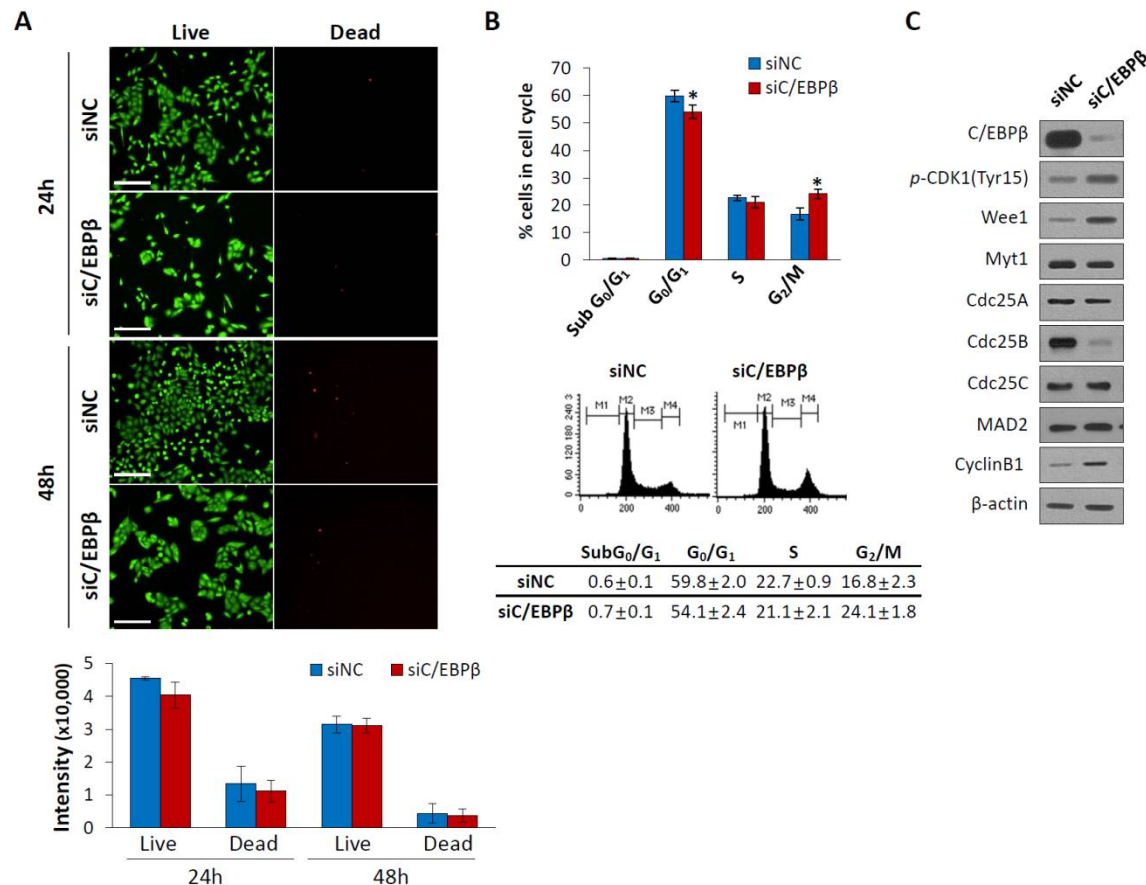 A
Live Dead
24h
siNC
siC/EBPβ
48h
siNC
siC/EBPβ
Intensity (x10,000)
5
4
3
2
1
0
siNC siC/EBPβ
Live Dead Live Dead
24h 48h
B
siNC
siC/EBPβ
% cells in cell cycle
70
60
50
40
30
20
10
0
* *
Sub G₀/G₁ G₀/G₁ S G₂/M
siNC siC/EBPβ
M1 M2 M3 M4
M1 M2 M3 M4
240 300
180
120
60
0
0 200 400
0 200 400
SubG₀/G₁ G₀/G₁ S G₂/M
siNC 0.6±0.1 59.8±2.0 22.7±0.9 16.8±2.3
siC/EBPβ 0.7±0.1 54.1±2.4 21.1±2.1 24.1±1.8
C
siNC siC/EBPβ
C/EBPβ
p-CDK1(Tyr15)
Wee1
Myt1
Cdc25A
Cdc25B
Cdc25C
MAD2
CyclinB1
β-actin